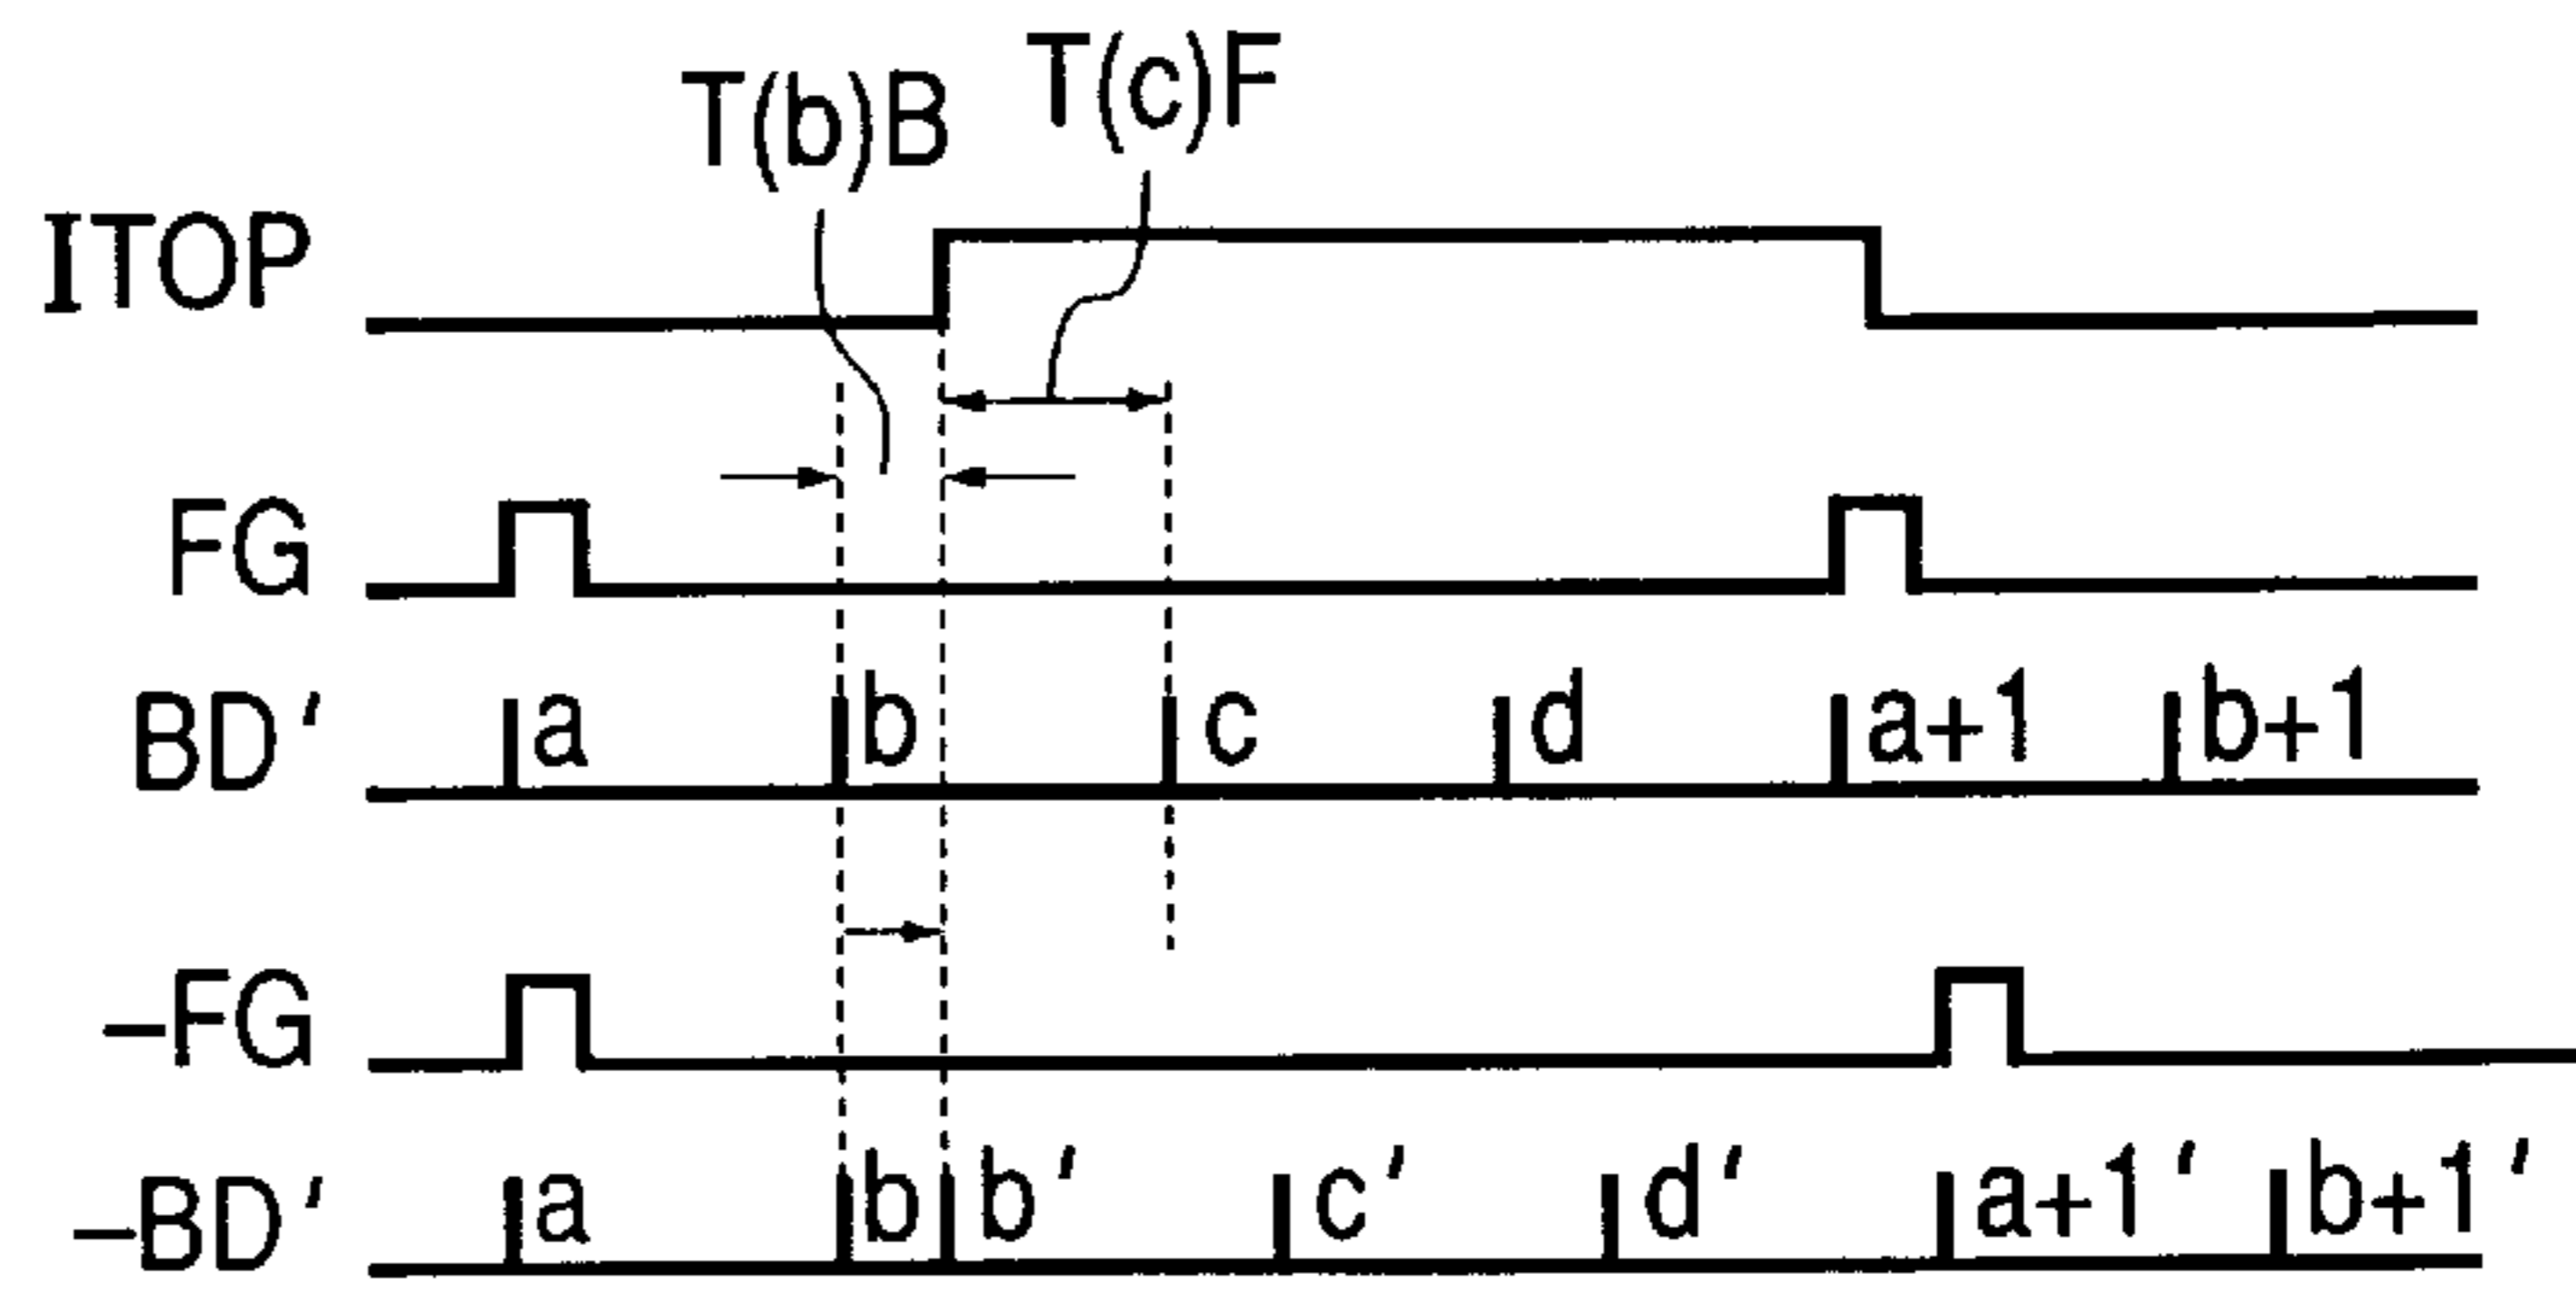 T(b)B T(c)F
ITOP
FG
BD′ a b c d a+1 b+1
−FG
−BD′ a b b′ c′ d′ a+1′ b+1′